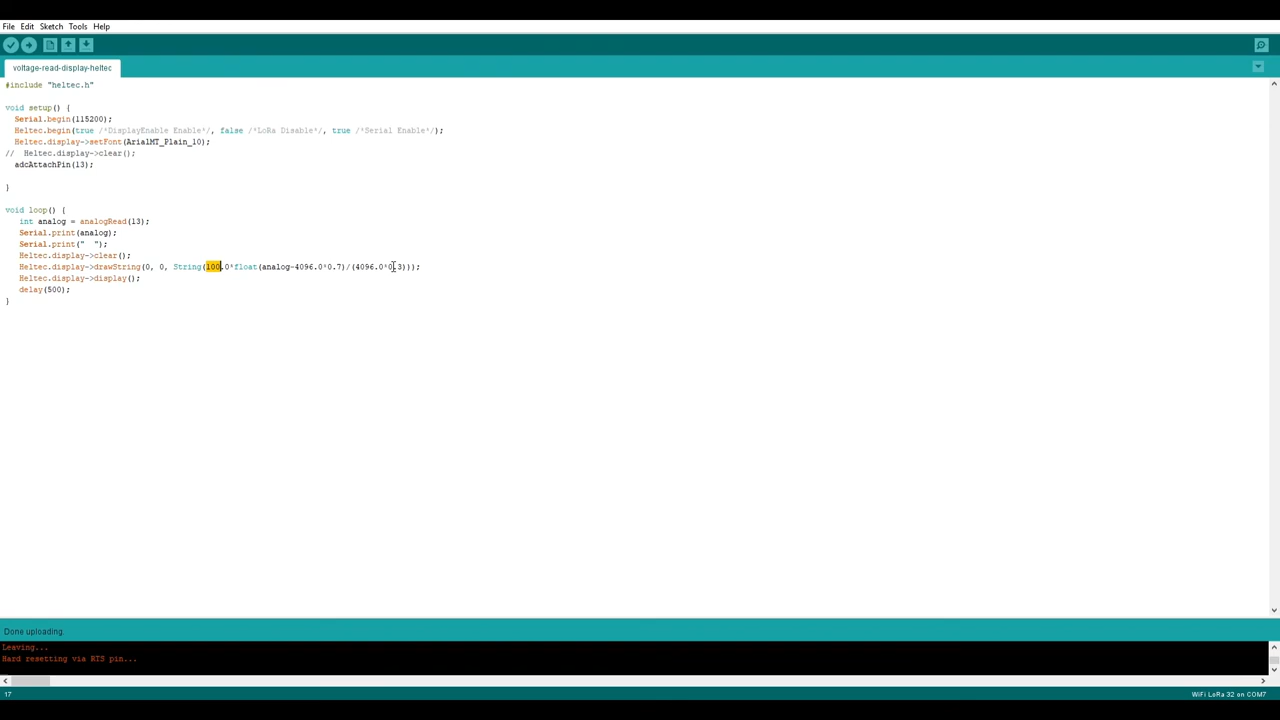 File Edit Sketch Tools Help
voltage-read-display-heltec
#include "heltec.h"
void setup() {
Serial.begin(115200);
Heltec.begin(true /*DisplayEnable Enable*/, false /*LoRa Disable*/, true /*Serial Enable*/);
Heltec.display->setFont(ArialMT_Plain_10);
// Heltec.display->clear();
adcAttachPin(13);
}
void loop() {
int analog = analogRead(13);
Serial.print(analog);
Serial.print("  ");
Heltec.display->clear();
Heltec.display->drawString(0, 0, String(100.0*float(analog-4096.0*0.7)/(4096.0*0.3)));
Heltec.display->display();
delay(500);
}
Done uploading.
Leaving...
Hard resetting via RTS pin...
17
WiFi LoRa 32 on COM7